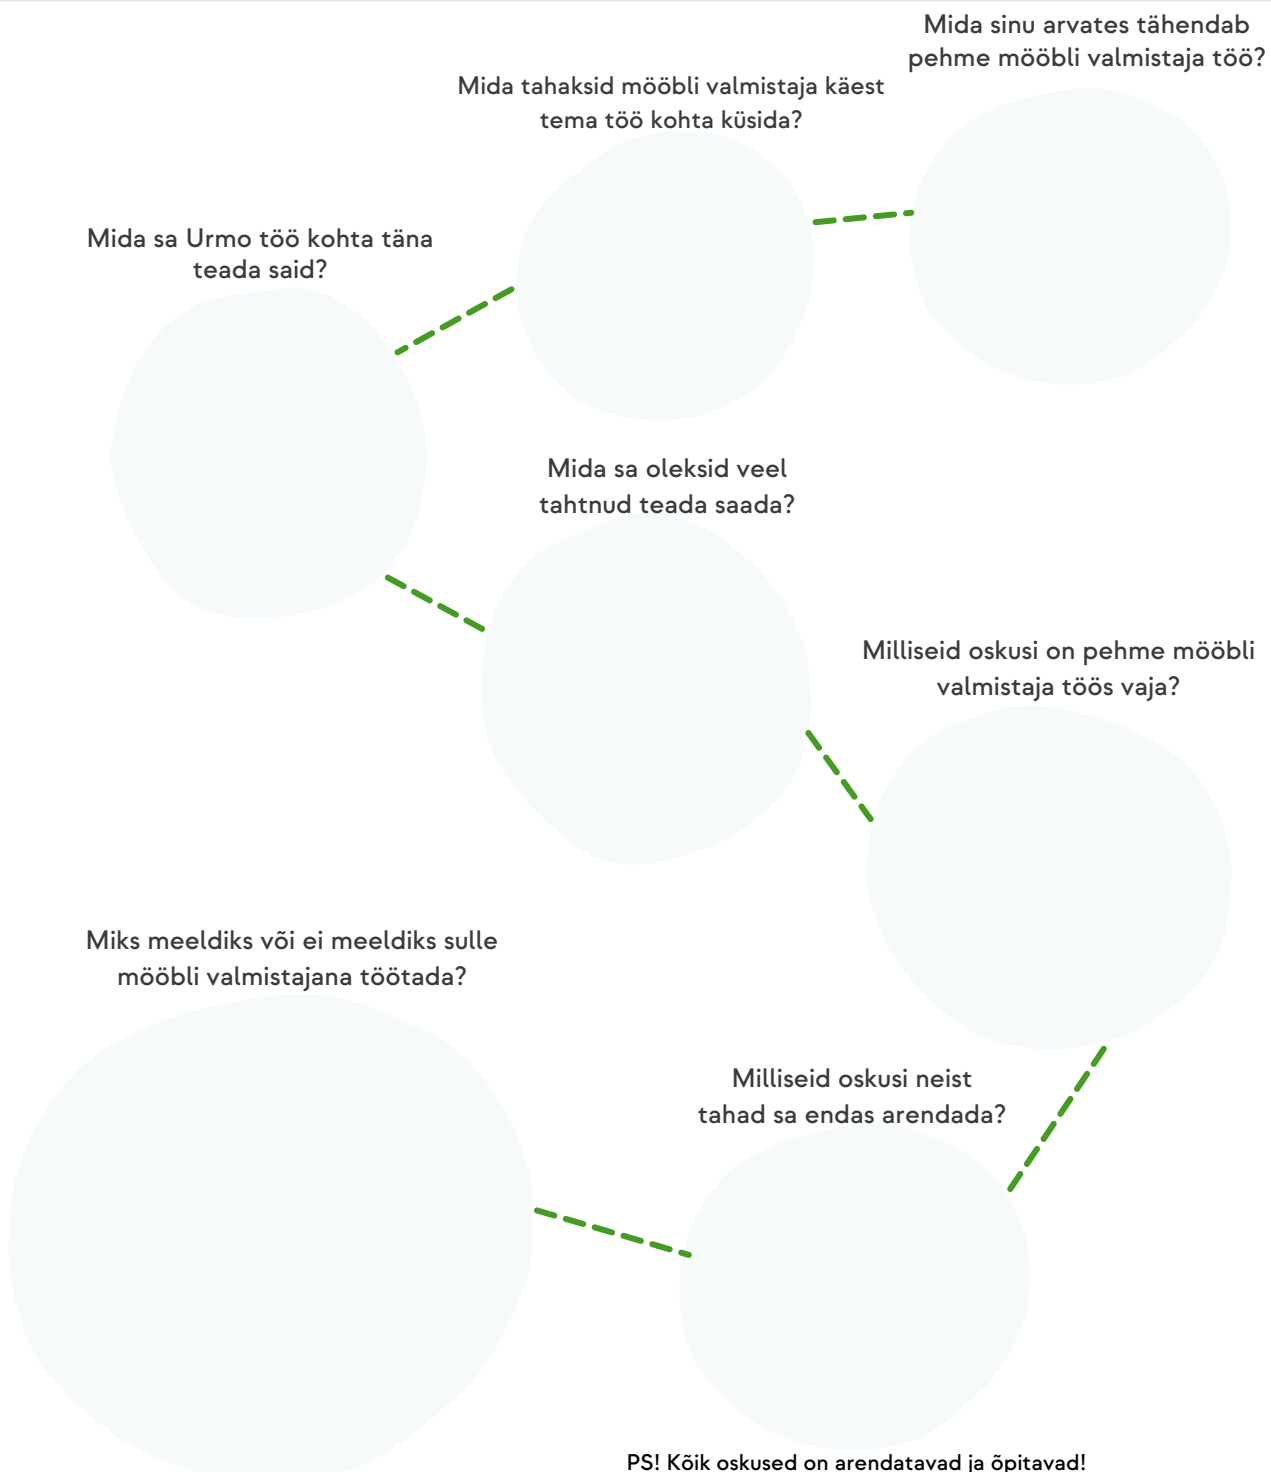 Mida sinu arvates tähendab
pehme mööbli valmistaja töö?
Mida tahaksid mööbli valmistaja käest
tema töö kohta küsida?
Mida sa Urmo töö kohta täna
teada said?
Mida sa oleksid veel
tahtnud teada saada?
Milliseid oskusi on pehme mööbli
valmistaja töös vaja?
Milliseid oskusi neist
tahad sa endas arendada?
Miks meeldiks või ei meeldiks sulle
mööbli valmistajana töötada?
PS! Kõik oskused on arendatavad ja õpitavad!